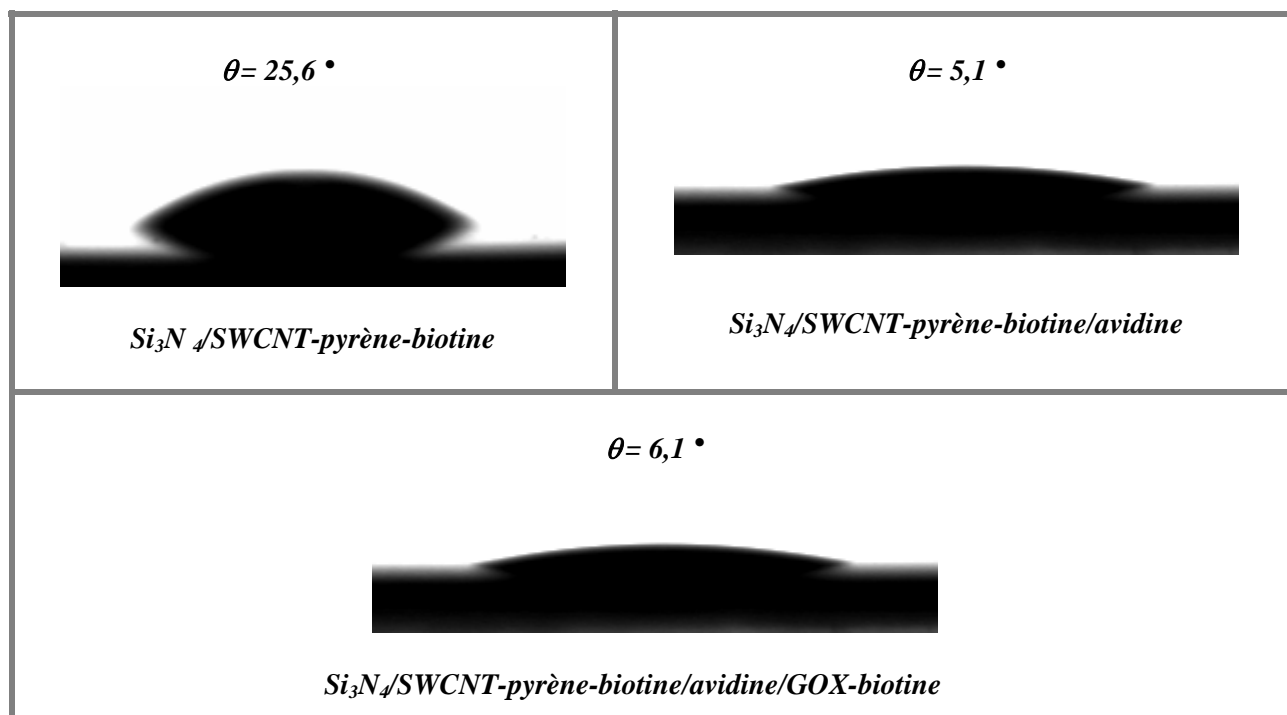 θ= 25,6 °
θ= 5,1 °
Si₃N ₄/SWCNT-pyrène-biotine
Si₃N₄/SWCNT-pyrène-biotine/avidine
θ= 6,1 °
Si₃N₄/SWCNT-pyrène-biotine/avidine/GOX-biotine